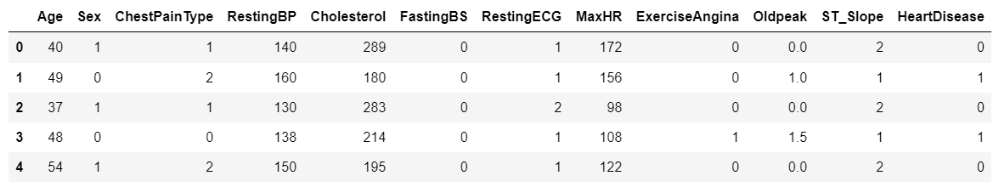 Age Sex ChestPainType RestingBP Cholesterol FastingBS RestingECG MaxHR ExerciseAngina Oldpeak ST_Slope HeartDisease
0 40 1 1 140 289 0 1 172 0 0.0 2 0
1 49 0 2 160 180 0 1 156 0 1.0 1 1
2 37 1 1 130 283 0 2 98 0 0.0 2 0
3 48 0 0 138 214 0 1 108 1 1.5 1 1
4 54 1 2 150 195 0 1 122 0 0.0 2 0